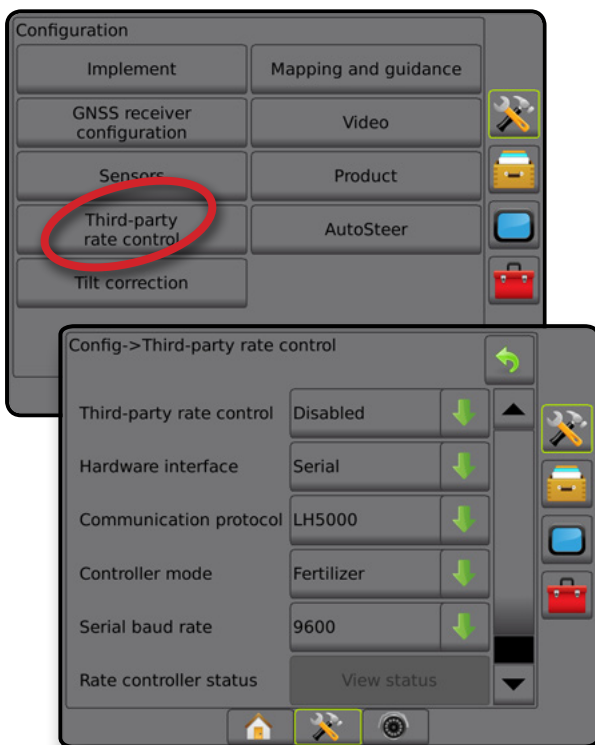 Configuration
Implement
Mapping and guidance
GNSS receiver
configuration
Video
Sensors
Product
Third-party
rate control
AutoSteer
Tilt correction
Config->Third-party rate control
Third-party rate control Disabled
Hardware interface Serial
Communication protocol LH5000
Controller mode Fertilizer
Serial baud rate 9600
Rate controller status View status